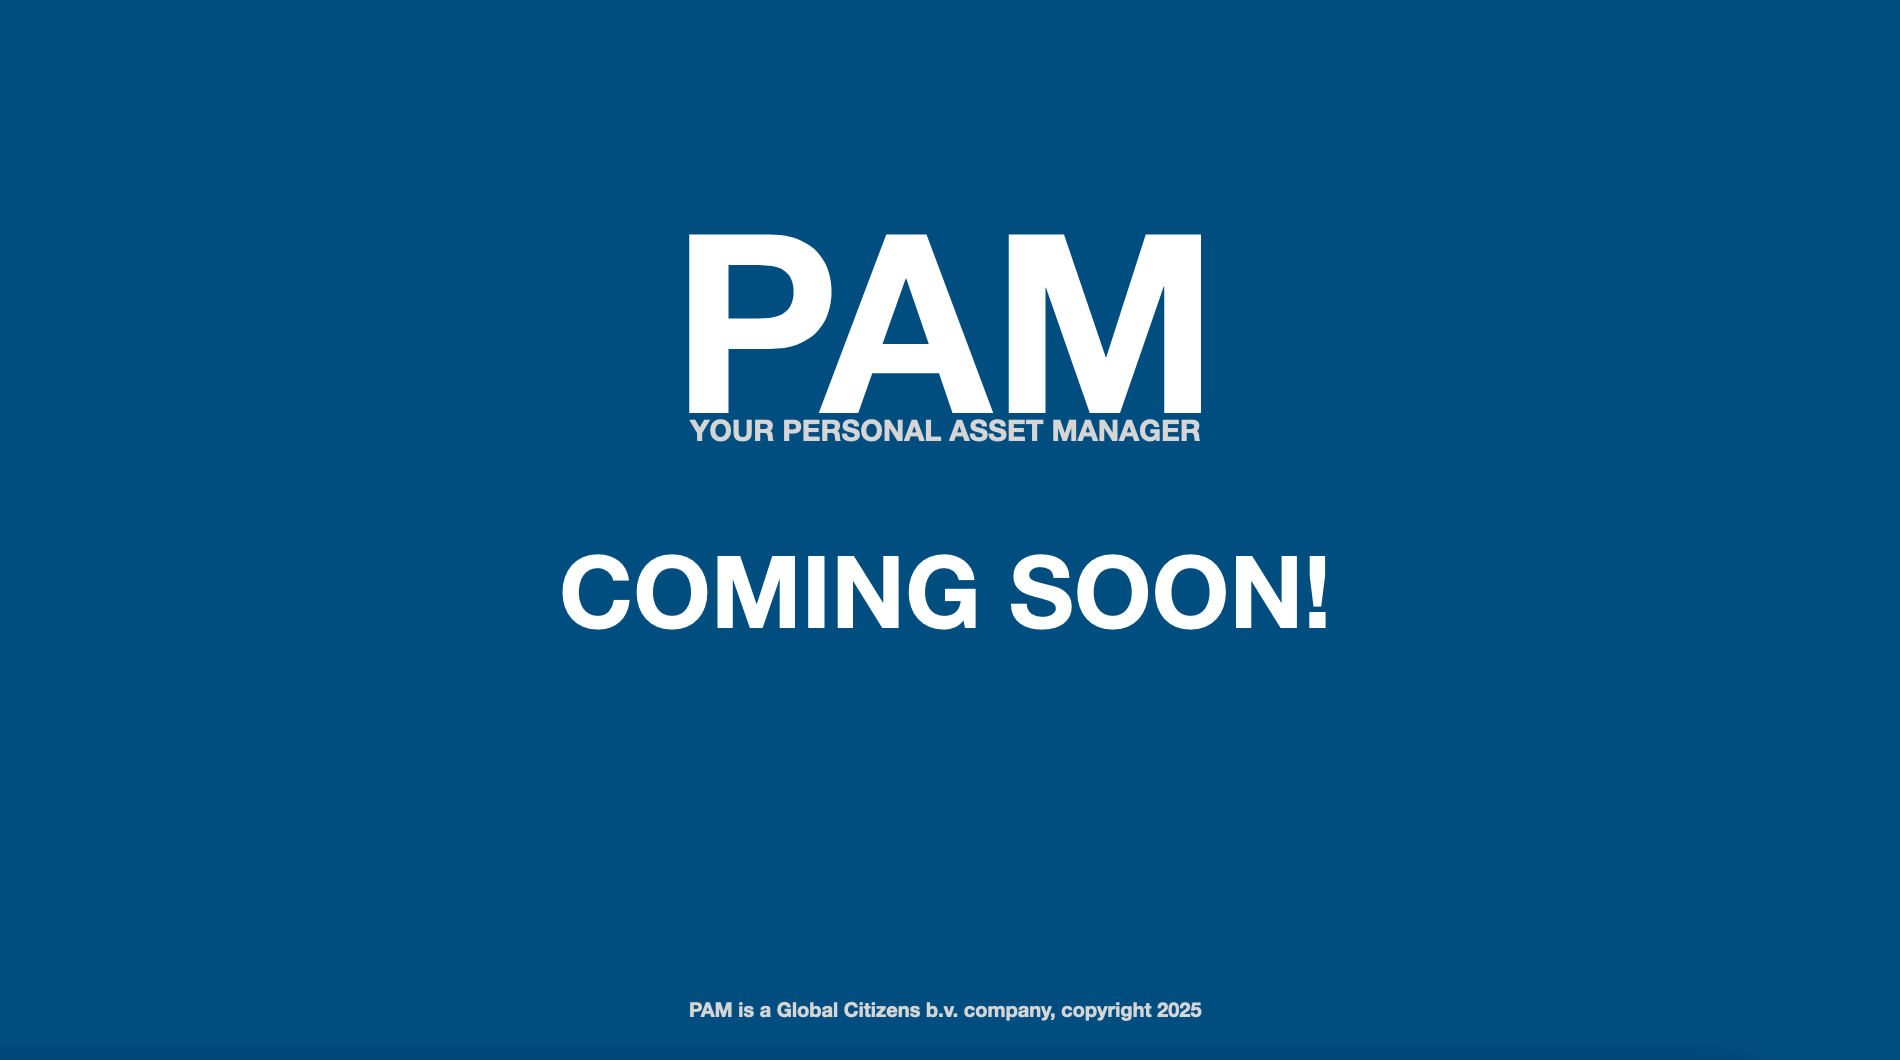 PAM
YOUR PERSONAL ASSET MANAGER
COMING SOON!
PAM is a Global Citizens b.v. company, copyright 2025